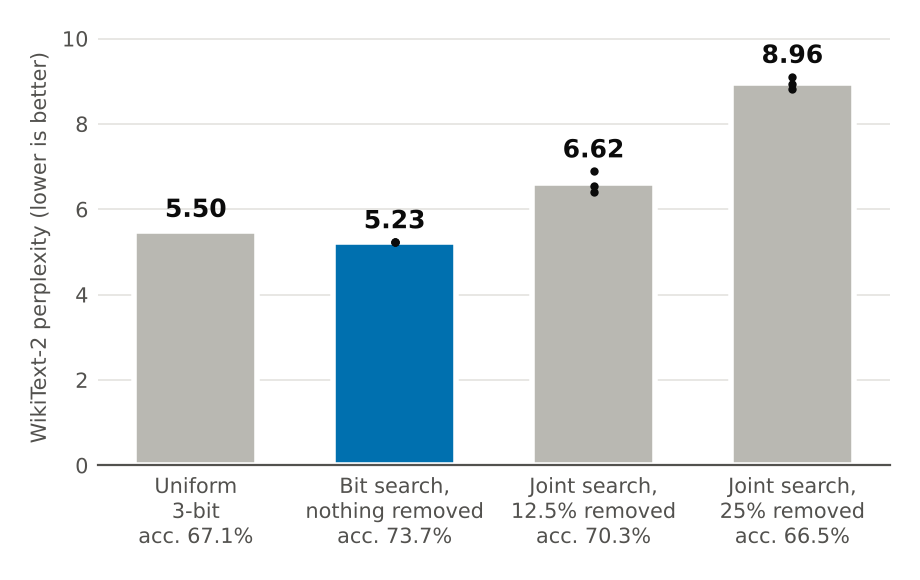 WikiText-2 perplexity (lower is better)
10
8
6
4
2
0
5.50
5.23
6.62
8.96
Uniform
3-bit
acc. 67.1%
Bit search,
nothing removed
acc. 73.7%
Joint search,
12.5% removed
acc. 70.3%
Joint search,
25% removed
acc. 66.5%